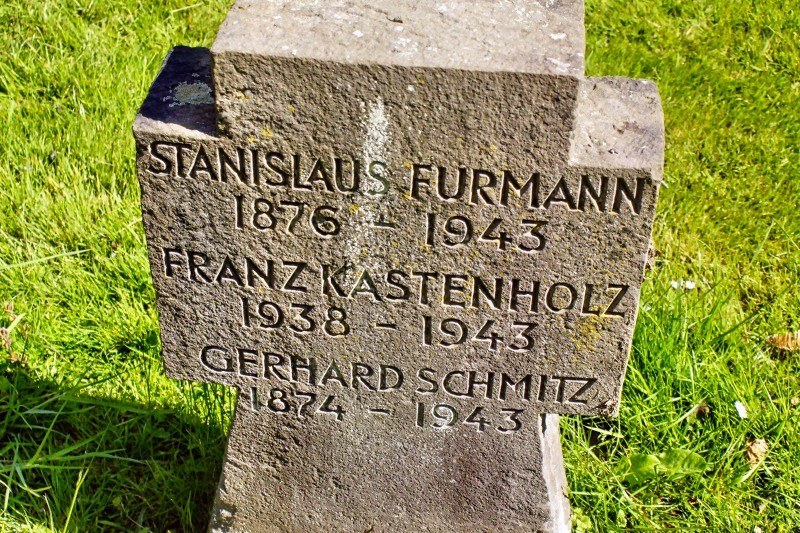 STANISLAUS FURMANN
1876 - 1943
FRANZ KASTENHOLZ
1938 - 1943
GERHARD SCHMITZ
1874 - 1943